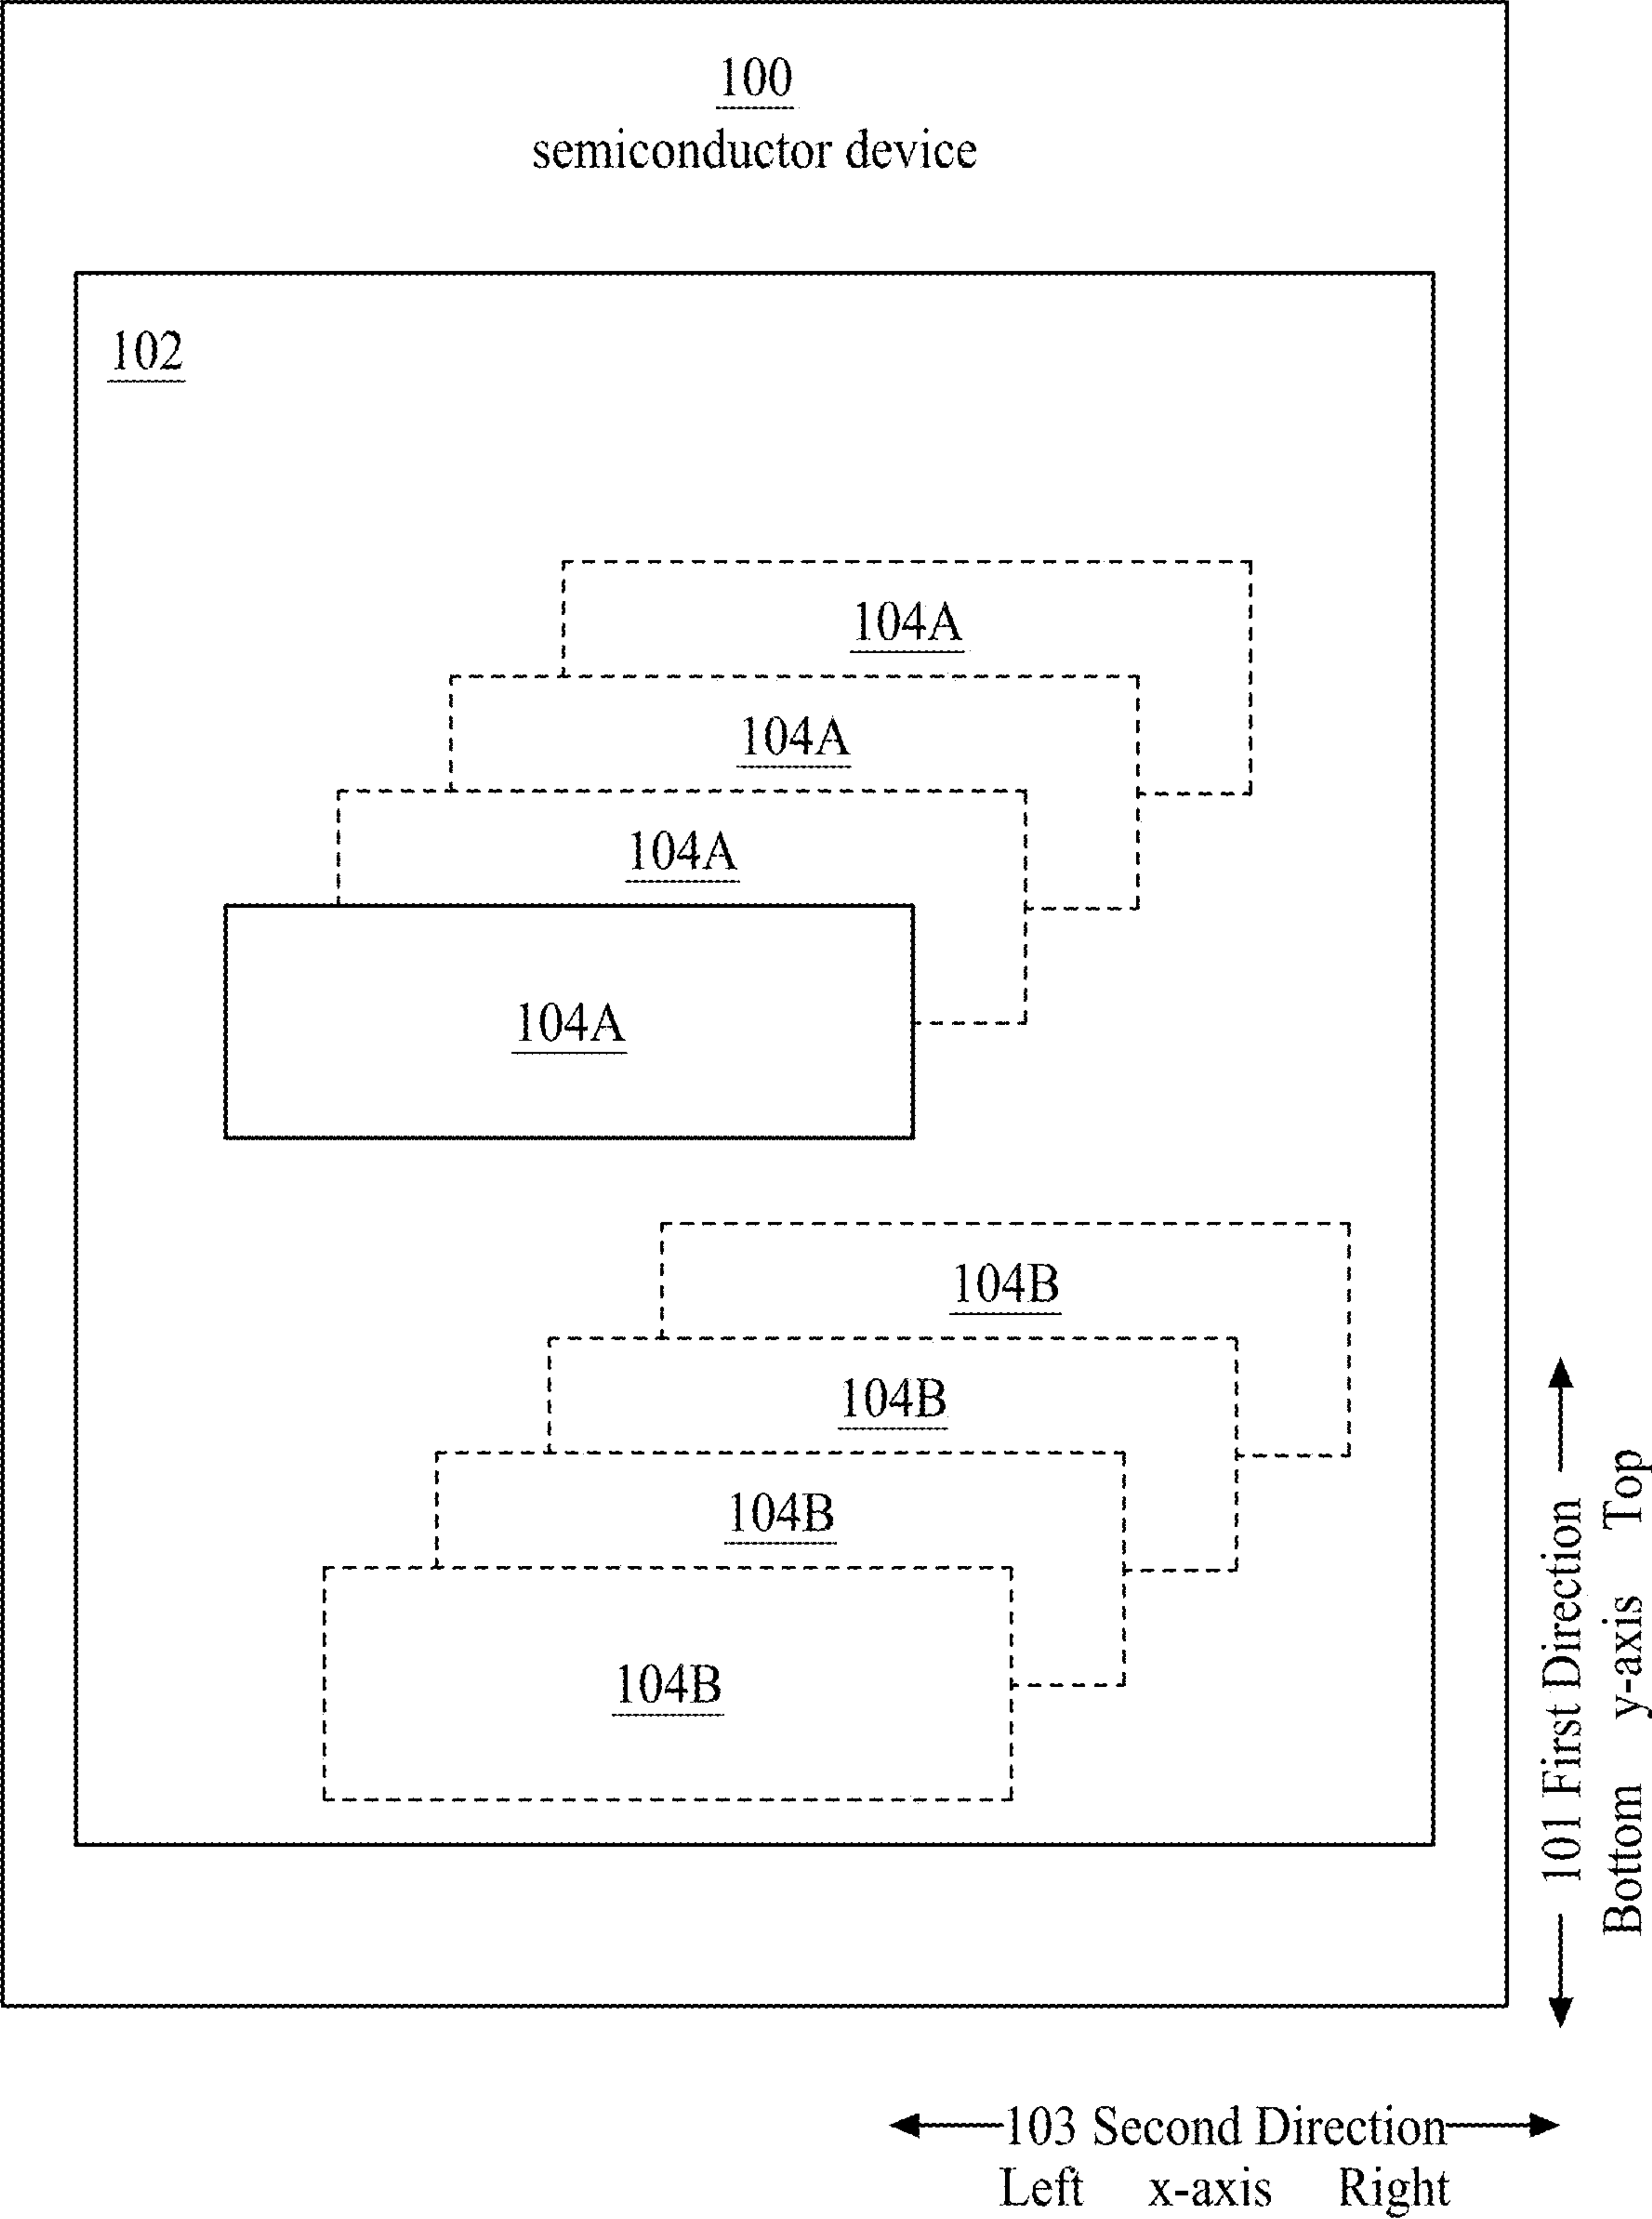 100
semiconductor device
102
104A
104A
104A
104A
104B
104B
104B
104B
101 First Direction
Bottom y-axis Top
103 Second Direction
Left x-axis Right